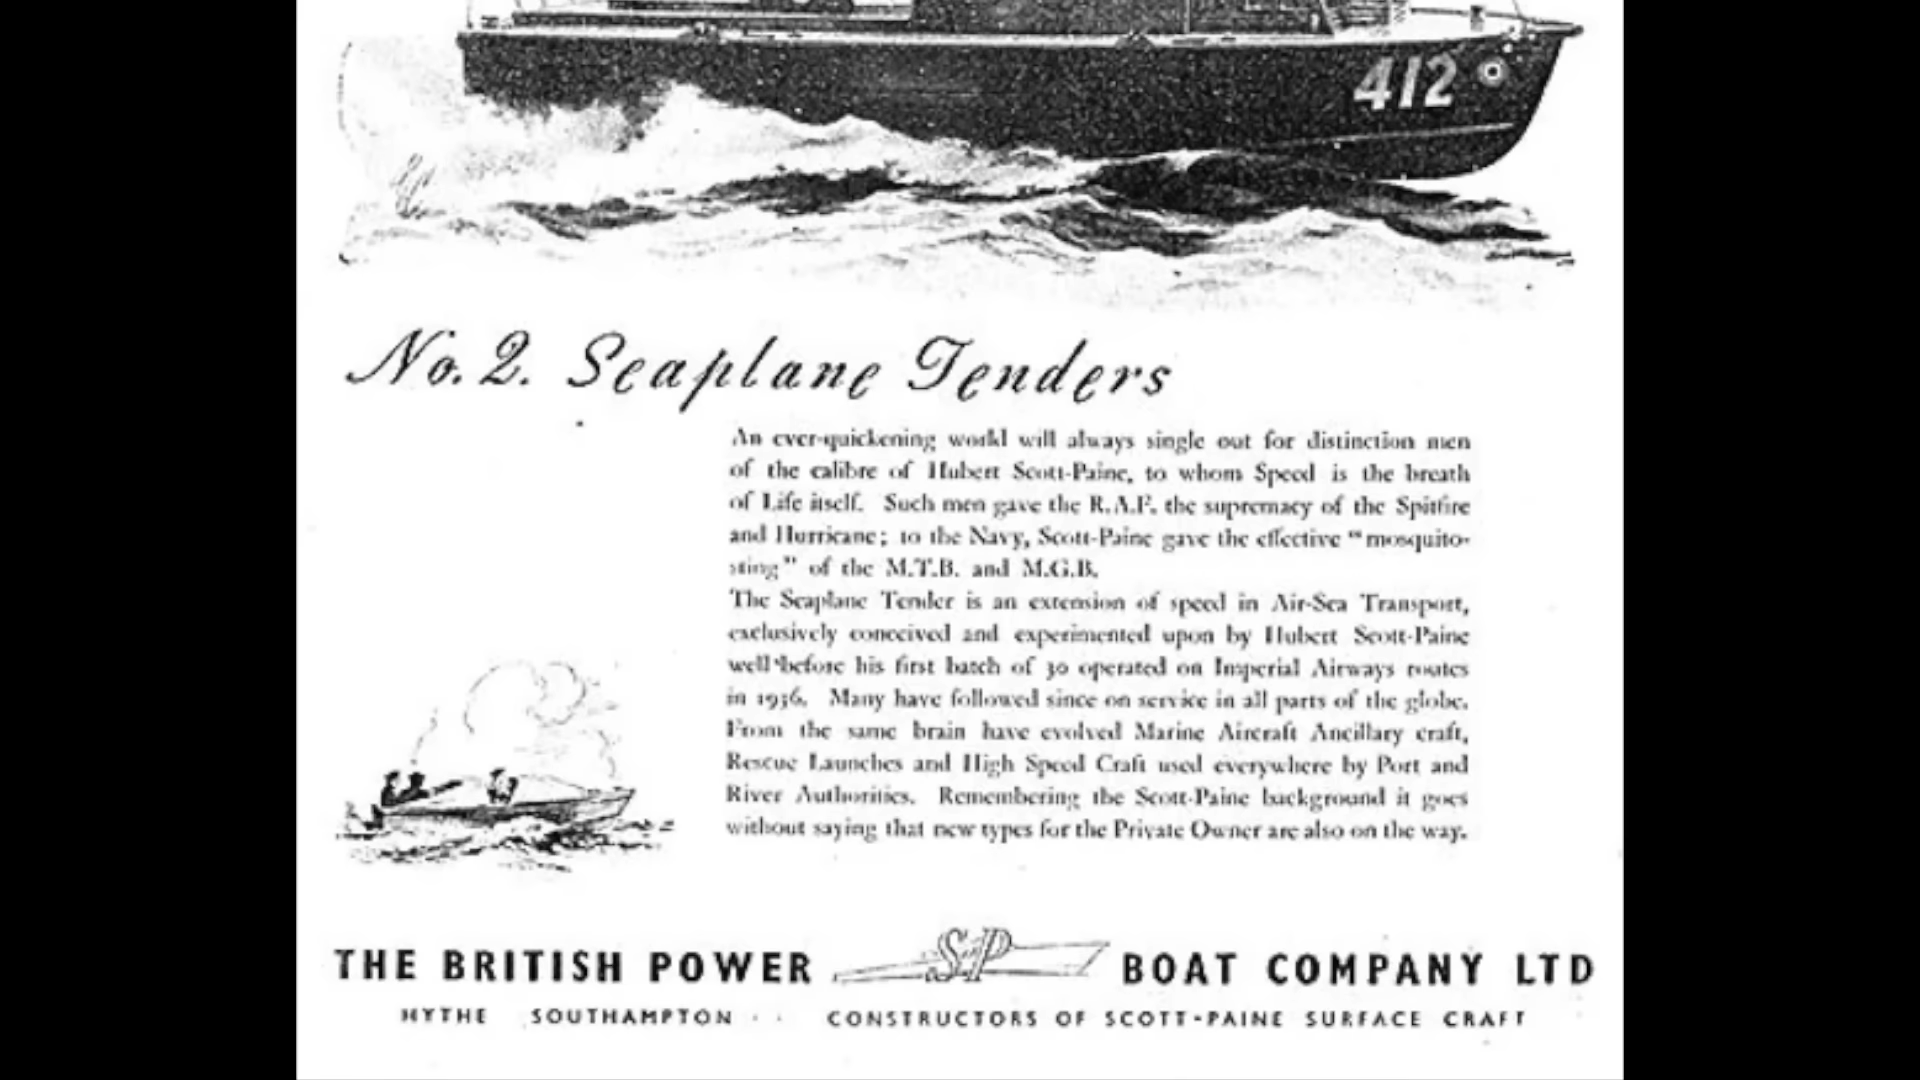 412
No. 2. Seaplane Tenders
An ever-quickening world will always single out for distinction men
of the calibre of Hubert Scott-Paine, to whom Speed is the breath
of Life itself. Such men gave the R.A.F. the supremacy of the Spitfire
and Hurricane; to the Navy, Scott-Paine gave the effective "mosquito-
sting" of the M.T.B. and M.G.B.
The Seaplane Tender is an extension of speed in Air-Sea Transport,
exclusively conceived and experimented upon by Hubert Scott-Paine
well before his first batch of 30 operated on Imperial Airways routes
in 1936. Many have followed since on service in all parts of the globe.
From the same brain have evolved Marine Aircraft Ancillary craft,
Rescue Launches and High Speed Craft used everywhere by Port and
River Authorities. Remembering the Scott-Paine background it goes
without saying that new types for the Private Owner are also on the way.
THE BRITISH POWER SP BOAT COMPANY LTD
HYTHE SOUTHAMPTON · · CONSTRUCTORS OF SCOTT-PAINE SURFACE CRAFT